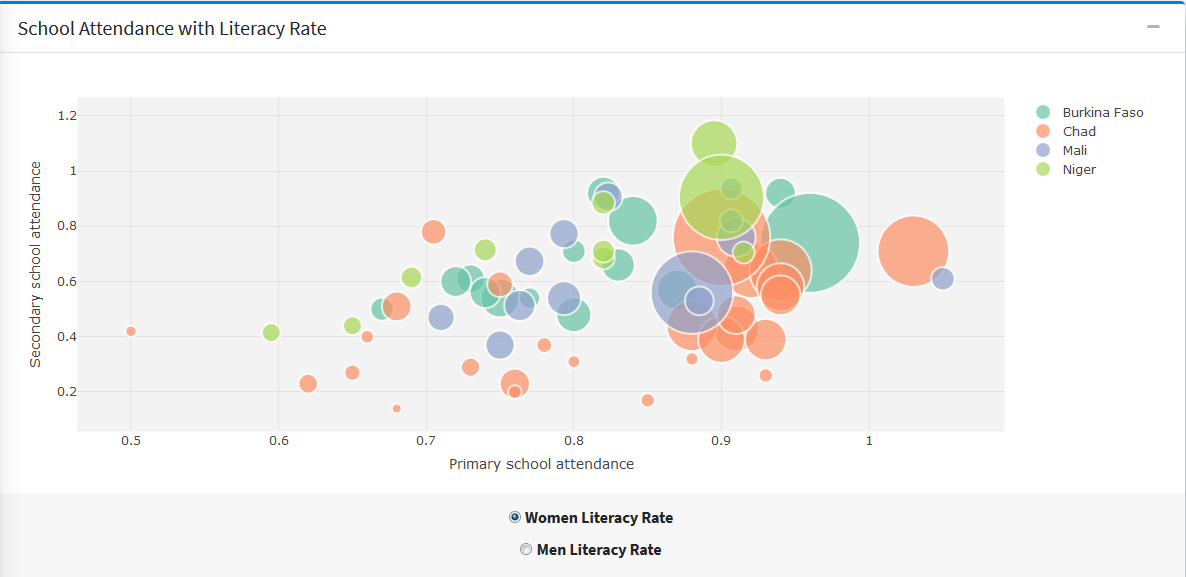 School Attendance with Literacy Rate
Burkina Faso
Chad
Mali
Niger
Secondary school attendance
1.2
1
0.8
0.6
0.4
0.2
0.5
0.6
0.7
0.8
0.9
1
Primary school attendance
Women Literacy Rate
Men Literacy Rate